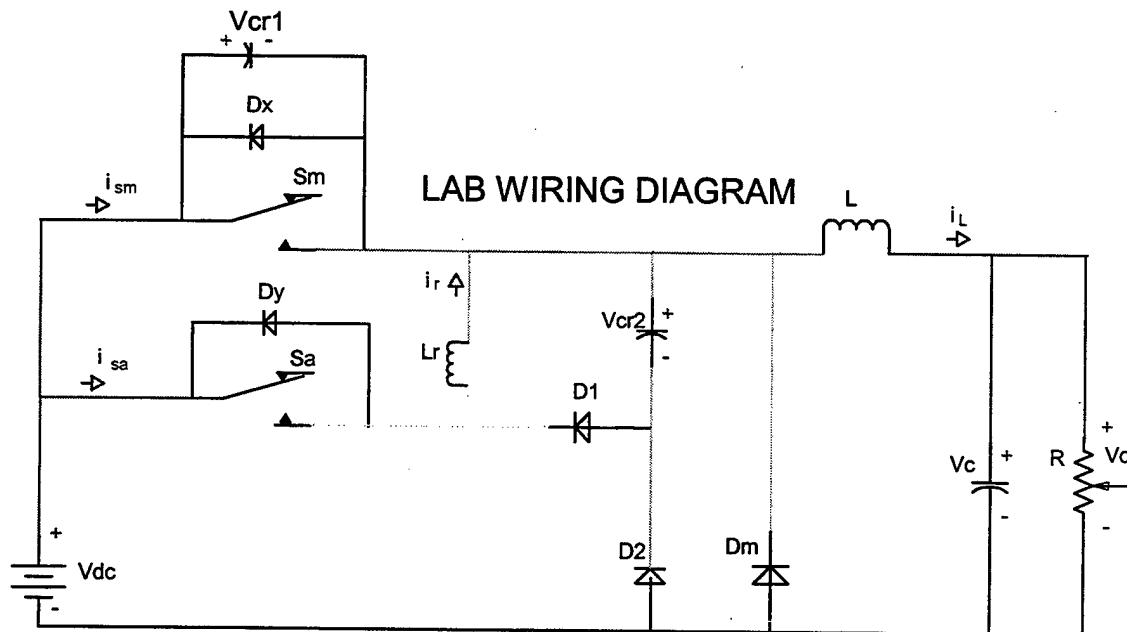 Vcr1
+ -
Dx
i sm
Sm
LAB WIRING DIAGRAM
L
i L
i r
Dy
Vcr2
+
-
Lr
i sa
Sa
D1
Vc
+
-
R
+
Vo
-
+
Vdc
-
D2
Dm